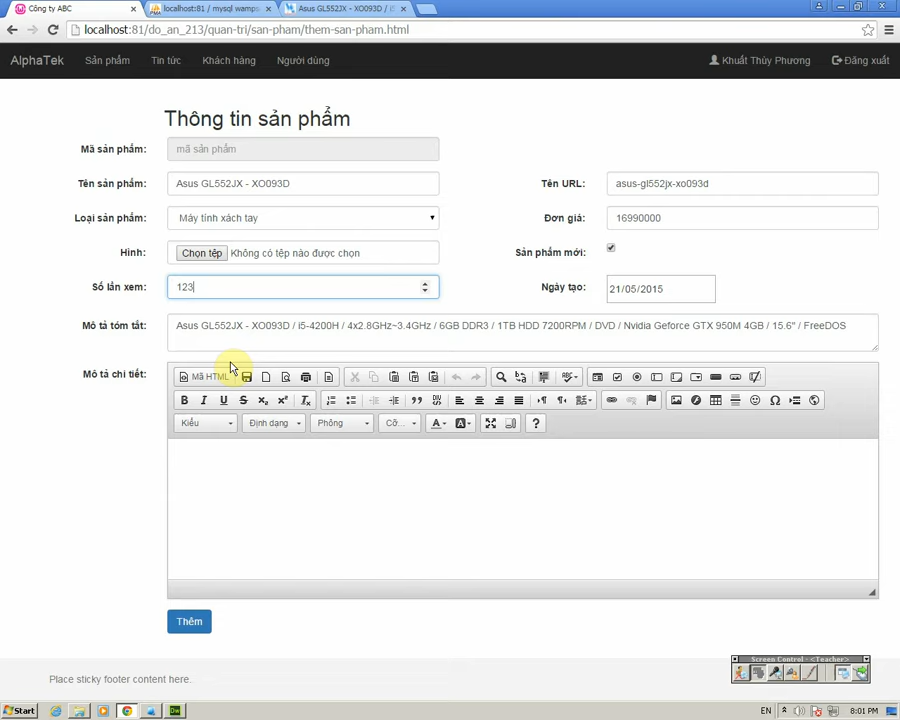 Công ty ABC
localhost:81 / mysql wamps
Asus GL552JX - XO093D / i5
localhost:81/do_an_213/quan-tri/san-pham/them-san-pham.html
AlphaTek Sản phẩm Tin tức Khách hàng Người dùng Khuất Thùy Phương Đăng xuất
Thông tin sản phẩm
Mã sản phẩm: mã sản phẩm
Tên sản phẩm: Asus GL552JX - XO093D Tên URL: asus-gl552jx-xo093d
Loại sản phẩm: Máy tính xách tay Đơn giá: 16990000
Hình: Chọn tệp Không có tệp nào được chọn Sản phẩm mới:
Số lần xem: 123 Ngày tạo: 21/05/2015
Mô tả tóm tắt: Asus GL552JX - XO093D / i5-4200H / 4x2.8GHz~3.4GHz / 6GB DDR3 / 1TB HDD 7200RPM / DVD / Nvidia Geforce GTX 950M 4GB / 15.6" / FreeDOS
Mô tả chi tiết: Mã HTML
Kiểu Định dạng Phông Cỡ...
Thêm
Place sticky footer content here.
Screen Control - <Teacher>
Start EN 8:01 PM